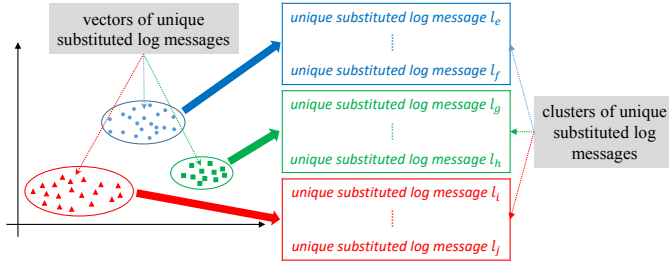 vectors of unique
substituted log messages
unique substituted log message l_e
unique substituted log message l_f
unique substituted log message l_g
unique substituted log message l_h
unique substituted log message l_i
unique substituted log message l_j
clusters of unique
substituted log
messages